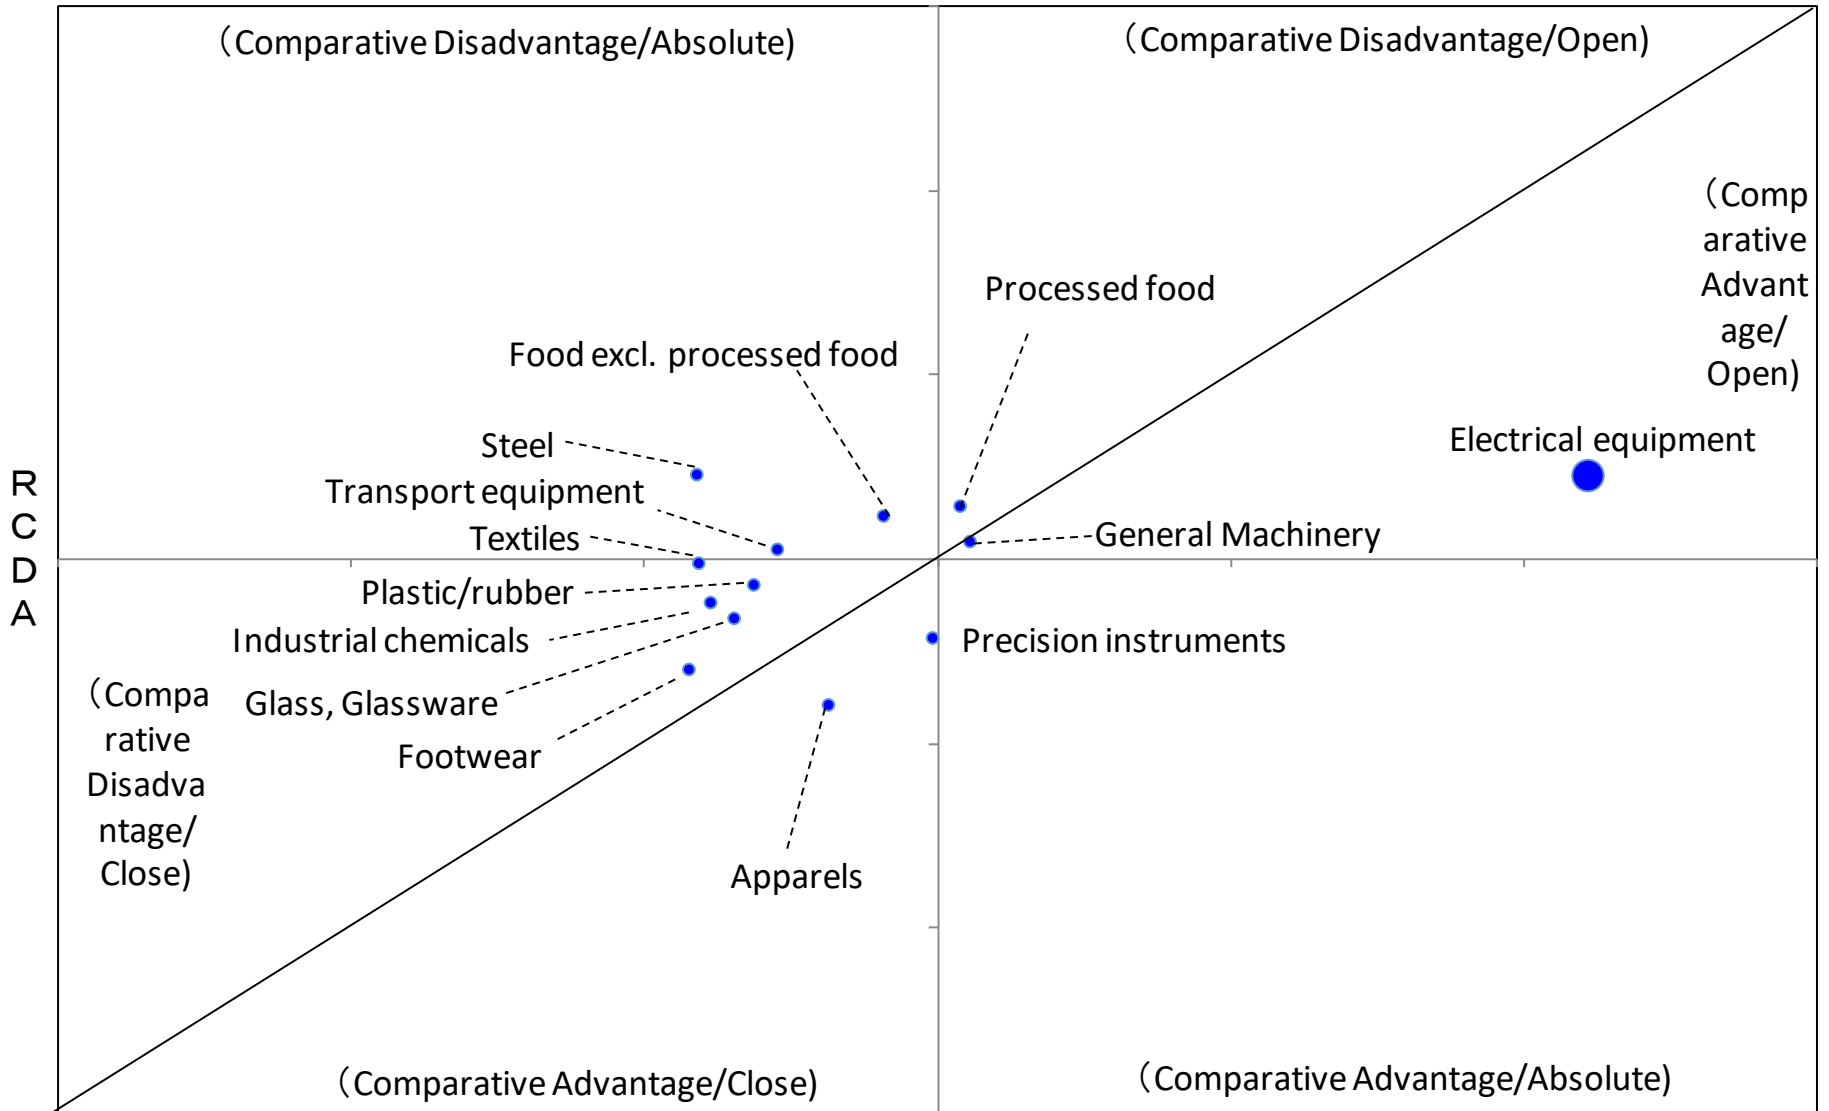 （Comparative Disadvantage/Absolute)
（Comparative Disadvantage/Open)
（Comp
arative
Advant
age/
Open)
Processed food
Food excl. processed food
Electrical equipment
Steel
Transport equipment
R
C
D
A
General Machinery
Textiles
Plastic/rubber
Industrial chemicals
Precision instruments
（Compa
rative
Disadva
ntage/
Close)
Glass, Glassware
Footwear
Apparels
（Comparative Advantage/Close)
（Comparative Advantage/Absolute)